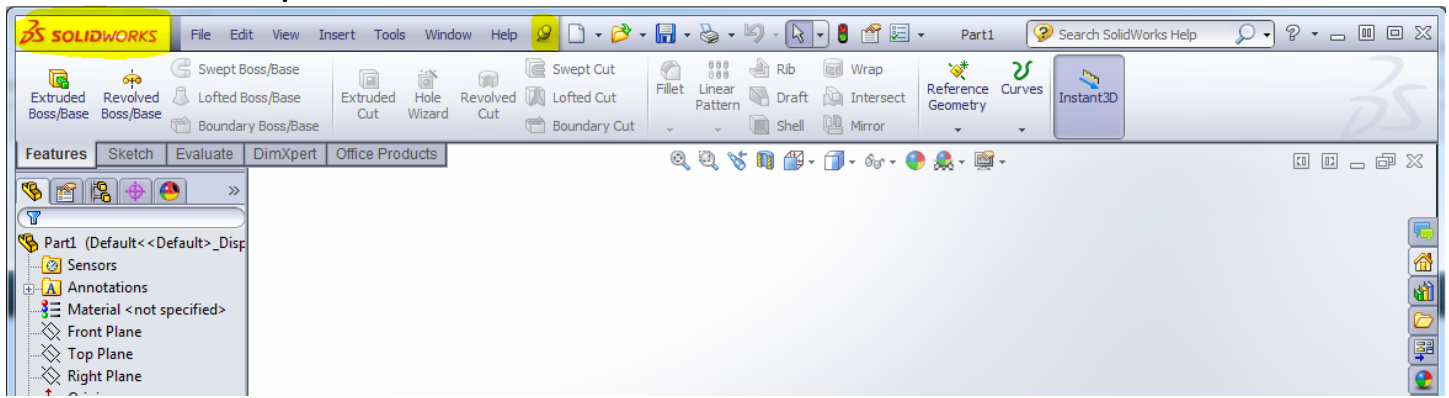 SOLIDWORKS File Edit View Insert Tools Window Help Part1 Search SolidWorks Help
Extruded Boss/Base
Revolved Boss/Base
Swept Boss/Base
Lofted Boss/Base
Boundary Boss/Base
Extruded Cut
Hole Wizard
Revolved Cut
Swept Cut
Lofted Cut
Boundary Cut
Fillet
Linear Pattern
Rib
Draft
Shell
Wrap
Intersect
Mirror
Reference Geometry
Curves
Instant3D
Features Sketch Evaluate DimXpert Office Products
Part1 (Default<<Default>_Disp
Sensors
Annotations
Material <not specified>
Front Plane
Top Plane
Right Plane